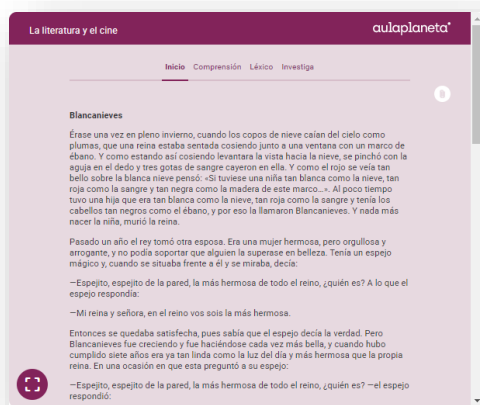 La literatura y el cine
aulaplaneta
Inicio Comprensión Léxico Investiga
Blancanieves
Érase una vez en pleno invierno, cuando los copos de nieve caían del cielo como
plumas, que una reina estaba sentada cosiendo junto a una ventana con un marco de
ébano. Y como estando así cosiendo levantara la vista hacia la nieve, se pinchó con la
aguja en el dedo y tres gotas de sangre cayeron en ella. Y como el rojo se veía tan
bello sobre la blanca nieve pensó: «Si tuviese una niña tan blanca como la nieve, tan
roja como la sangre y tan negra como la madera de este marco...». Al poco tiempo
tuvo una hija que era tan blanca como la nieve, tan roja como la sangre y tenía los
cabellos tan negros como el ébano, y por eso la llamaron Blancanieves. Y nada más
nacer la niña, murió la reina.
Pasado un año el rey tomó otra esposa. Era una mujer hermosa, pero orgullosa y
arrogante, y no podía soportar que alguien la superase en belleza. Tenía un espejo
mágico y, cuando se situaba frente a él y se miraba, decía:
—Espejito, espejito de la pared, la más hermosa de todo el reino, ¿quién es? A lo que el
espejo respondía:
—Mi reina y señora, en el reino vos sois la más hermosa.
Entonces se quedaba satisfecha, pues sabía que el espejo decía la verdad. Pero
Blancanieves fue creciendo y fue haciéndose cada vez más bella, y cuando hubo
cumplido siete años era ya tan linda como la luz del día y más hermosa que la propia
reina. En una ocasión en que esta preguntó a su espejo:
—Espejito, espejito de la pared, la más hermosa de todo el reino, ¿quién es? —el espejo
respondió: